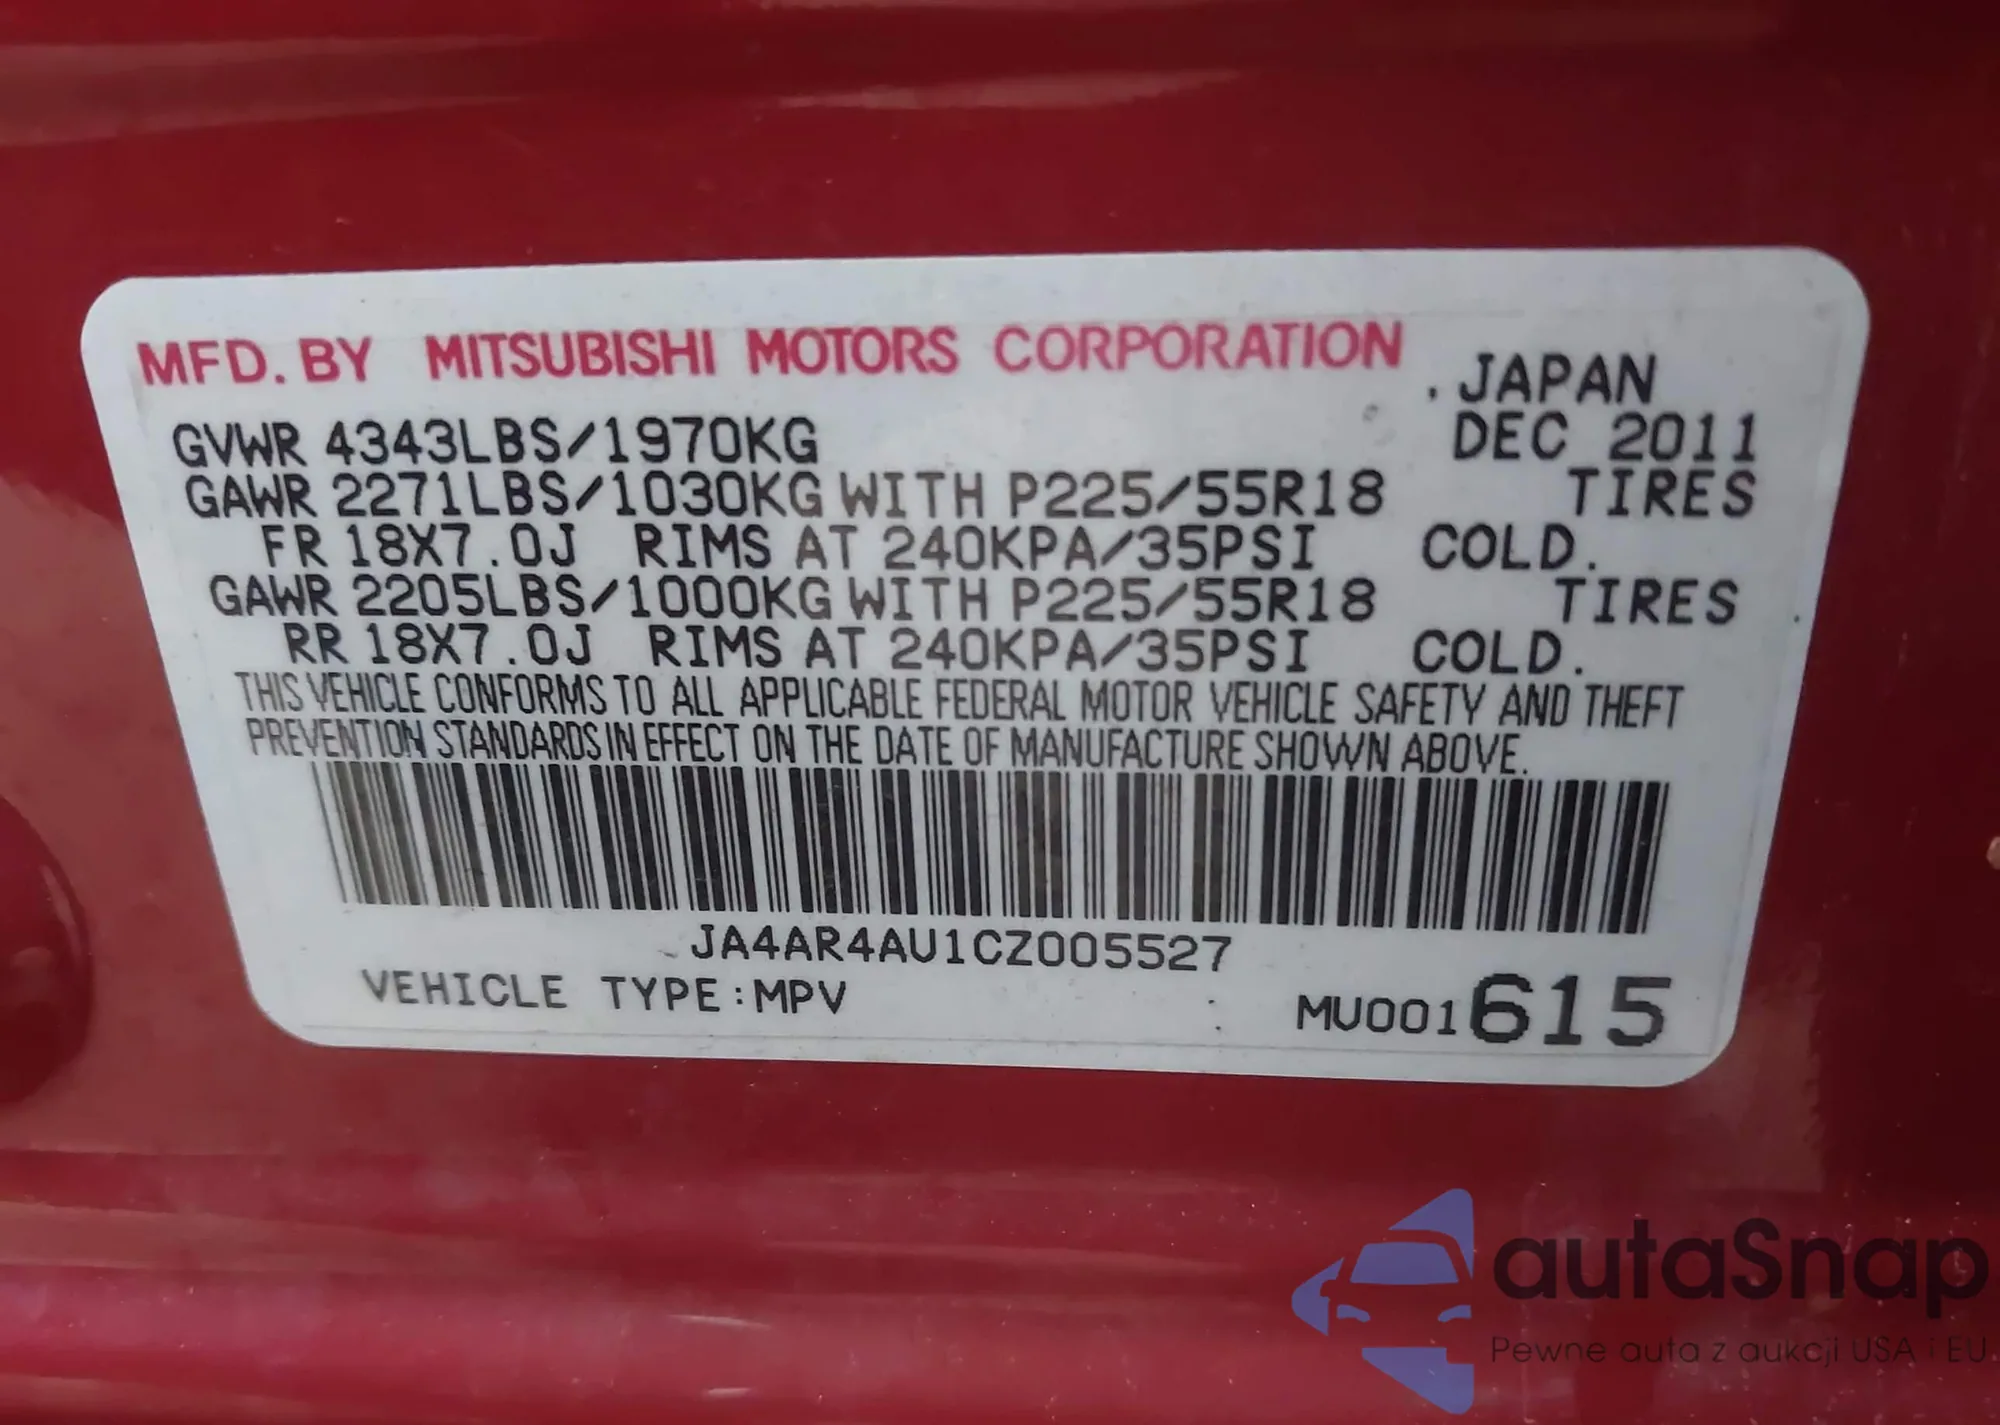 MFD. BY MITSUBISHI MOTORS CORPORATION
JAPAN
GVWR 4343LBS/1970KG DEC 2011
GAWR 2271LBS/1030KG WITH P225/55R18 TIRES
FR 18X7.0J RIMS AT 240KPA/35PSI COLD.
GAWR 2205LBS/1000KG WITH P225/55R18 TIRES
RR 18X7.0J RIMS AT 240KPA/35PSI COLD.
THIS VEHICLE CONFORMS TO ALL APPLICABLE FEDERAL MOTOR VEHICLE SAFETY AND THEFT
PREVENTION STANDARDS IN EFFECT ON THE DATE OF MANUFACTURE SHOWN ABOVE.
JA4AR4AU1CZ005527
VEHICLE TYPE:MPV MU001615
autaSnap
Pewne auta z aukcji USA i EU